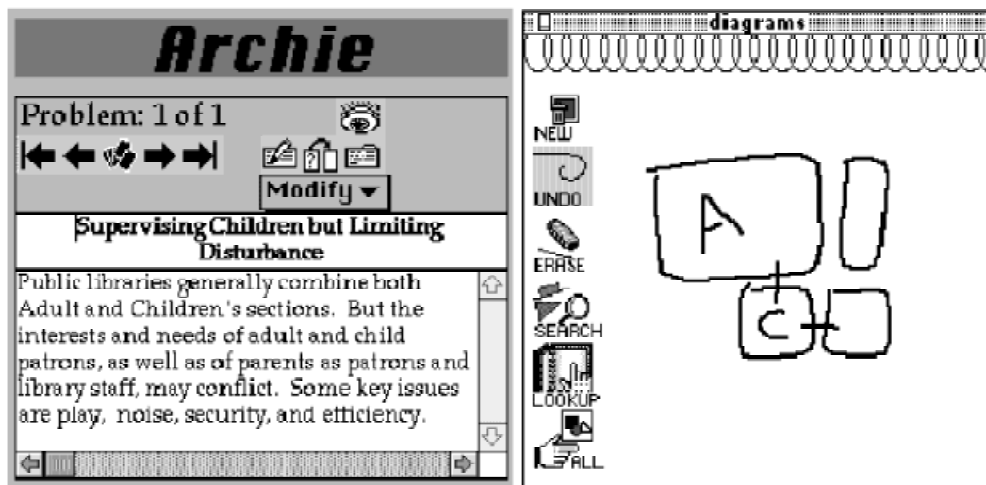 Archie
Problem: 1 of 1
Modify
Supervising Children but Limiting
Disturbance
Public libraries generally combine both
Adult and Children's sections. But the
interests and needs of adult and child
patrons, as well as of parents as patrons and
library staff, may conflict. Some key issues
are play, noise, security, and efficiency.
diagrams
NEW
UNDO
ERASE
SEARCH
LOOKUP
ALL
A
C